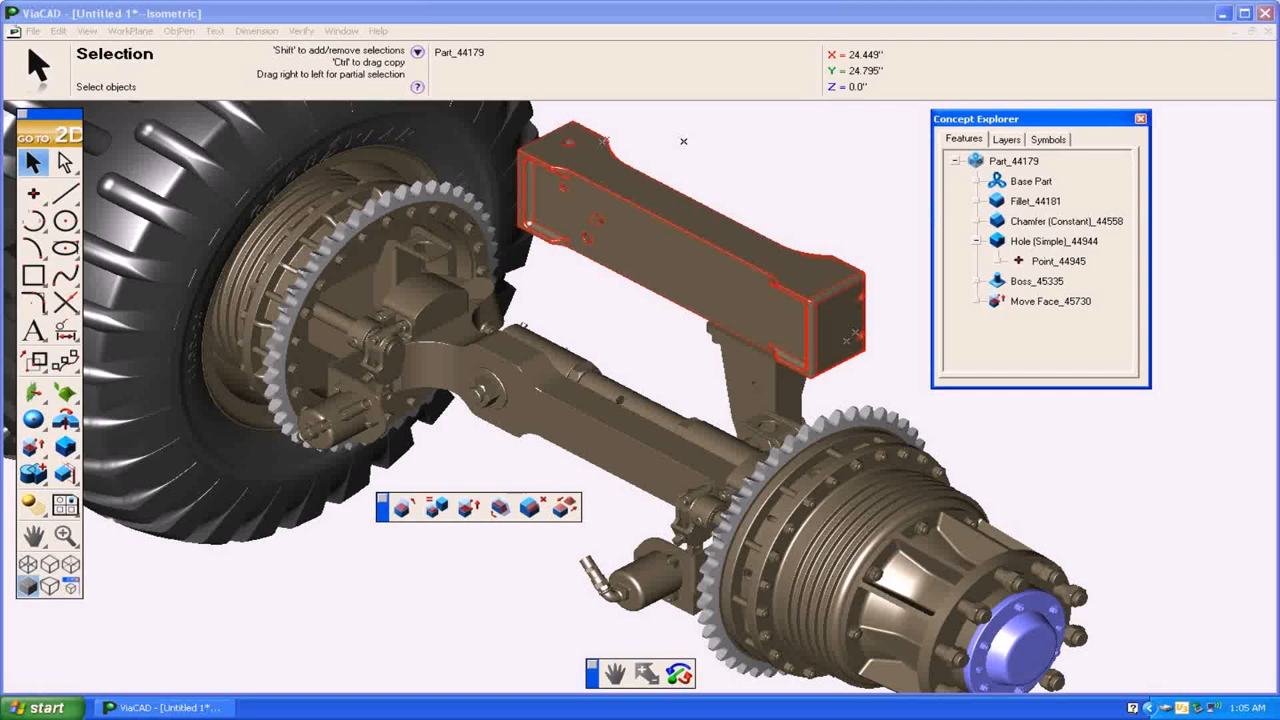 ViaCAD - [Untitled 1*--Isometric]
File Edit View WorkPlane ObjPen Text Dimension Verify Window Help
Selection
'Shift' to add/remove selections
'Ctrl' to drag copy
Drag right to left for partial selection
Select objects
?
Part_44179
X = 24.449"
Y = 24.795"
Z = 0.0"
GO TO 2D
A
Concept Explorer
Features Layers Symbols
Part_44179
Base Part
Fillet_44181
Chamfer (Constant)_44558
Hole (Simple)_44944
Point_44945
Boss_45335
Move Face_45730
start
ViaCAD - [Untitled 1*...
?
1:05 AM